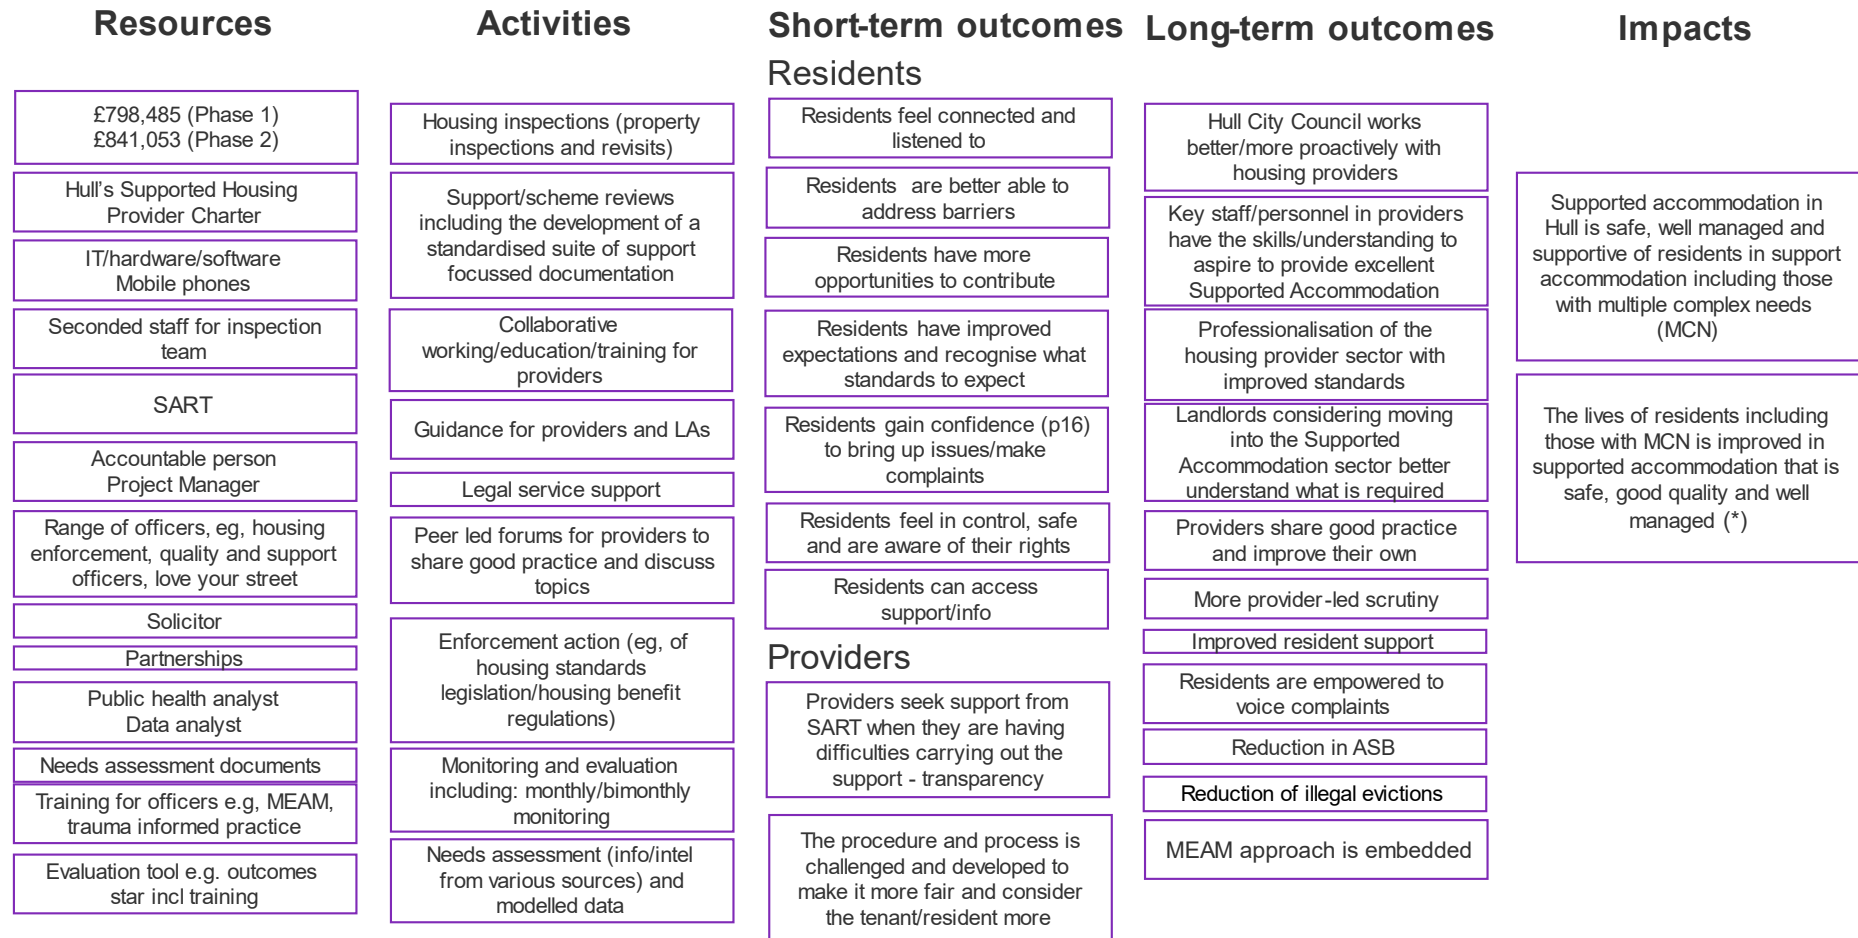 Resources
£798,485 (Phase 1)
£841,053 (Phase 2)
Hull's Supported Housing
Provider Charter
IT/hardware/software
Mobile phones
Seconded staff for inspection
team
SART
Accountable person
Project Manager
Range of officers, eg, housing
enforcement, quality and support
officers, love your street
Solicitor
Partnerships
Public health analyst
Data analyst
Needs assessment documents
Training for officers e.g, MEAM,
trauma informed practice
Evaluation tool e.g. outcomes
star incl training
Activities
Housing inspections (property
inspections and revisits)
Support/scheme reviews
including the development of a
standardised suite of support
focussed documentation
Collaborative
working/education/training for
providers
Guidance for providers and LAs
Legal service support
Peer led forums for providers to
share good practice and discuss
topics
Enforcement action (eg, of
housing standards
legislation/housing benefit
regulations)
Monitoring and evaluation
including: monthly/bimonthly
monitoring
Needs assessment (info/intel
from various sources) and
modelled data
Short-term outcomes
Residents
Residents feel connected and
listened to
Residents are better able to
address barriers
Residents have more
opportunities to contribute
Residents have improved
expectations and recognise what
standards to expect
Residents gain confidence (p16)
to bring up issues/make
complaints
Residents feel in control, safe
and are aware of their rights
Residents can access
support/info
Providers
Providers seek support from
SART when they are having
difficulties carrying out the
support - transparency
The procedure and process is
challenged and developed to
make it more fair and consider
the tenant/resident more
Long-term outcomes
Hull City Council works
better/more proactively with
housing providers
Key staff/personnel in providers
have the skills/understanding to
aspire to provide excellent
Supported Accommodation
Professionalisation of the
housing provider sector with
improved standards
Landlords considering moving
into the Supported
Accommodation sector better
understand what is required
Providers share good practice
and improve their own
More provider-led scrutiny
Improved resident support
Residents are empowered to
voice complaints
Reduction in ASB
Reduction of illegal evictions
MEAM approach is embedded
Impacts
Supported accommodation in
Hull is safe, well managed and
supportive of residents in support
accommodation including those
with multiple complex needs
(MCN)
The lives of residents including
those with MCN is improved in
supported accommodation that is
safe, good quality and well
managed (*)